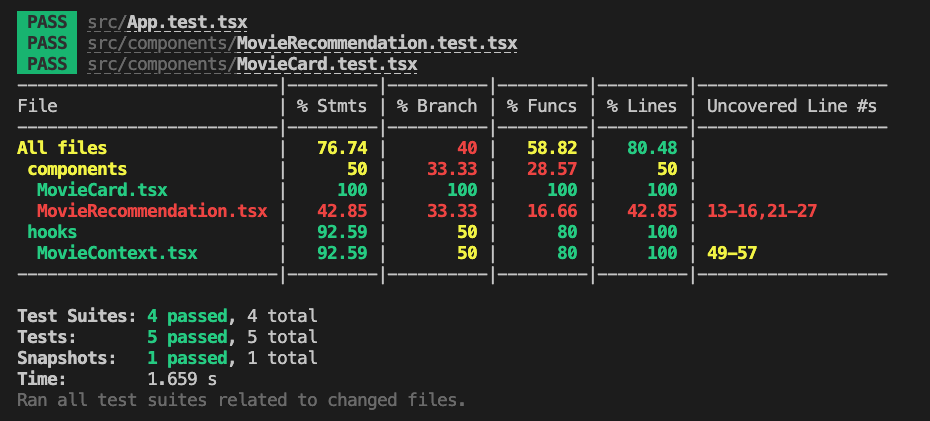 PASS src/App.test.tsx
PASS src/components/MovieRecommendation.test.tsx
PASS src/components/MovieCard.test.tsx
--------------------------|---------|----------|---------|---------|-------------------
File | % Stmts | % Branch | % Funcs | % Lines | Uncovered Line #s
--------------------------|---------|----------|---------|---------|-------------------
All files | 76.74 | 40 | 58.82 | 80.48 |
components | 50 | 33.33 | 28.57 | 50 |
MovieCard.tsx | 100 | 100 | 100 | 100 |
MovieRecommendation.tsx | 42.85 | 33.33 | 16.66 | 42.85 | 13-16,21-27
hooks | 92.59 | 50 | 80 | 100 |
MovieContext.tsx | 92.59 | 50 | 80 | 100 | 49-57
--------------------------|---------|----------|---------|---------|-------------------
Test Suites: 4 passed, 4 total
Tests: 5 passed, 5 total
Snapshots: 1 passed, 1 total
Time: 1.659 s
Ran all test suites related to changed files.